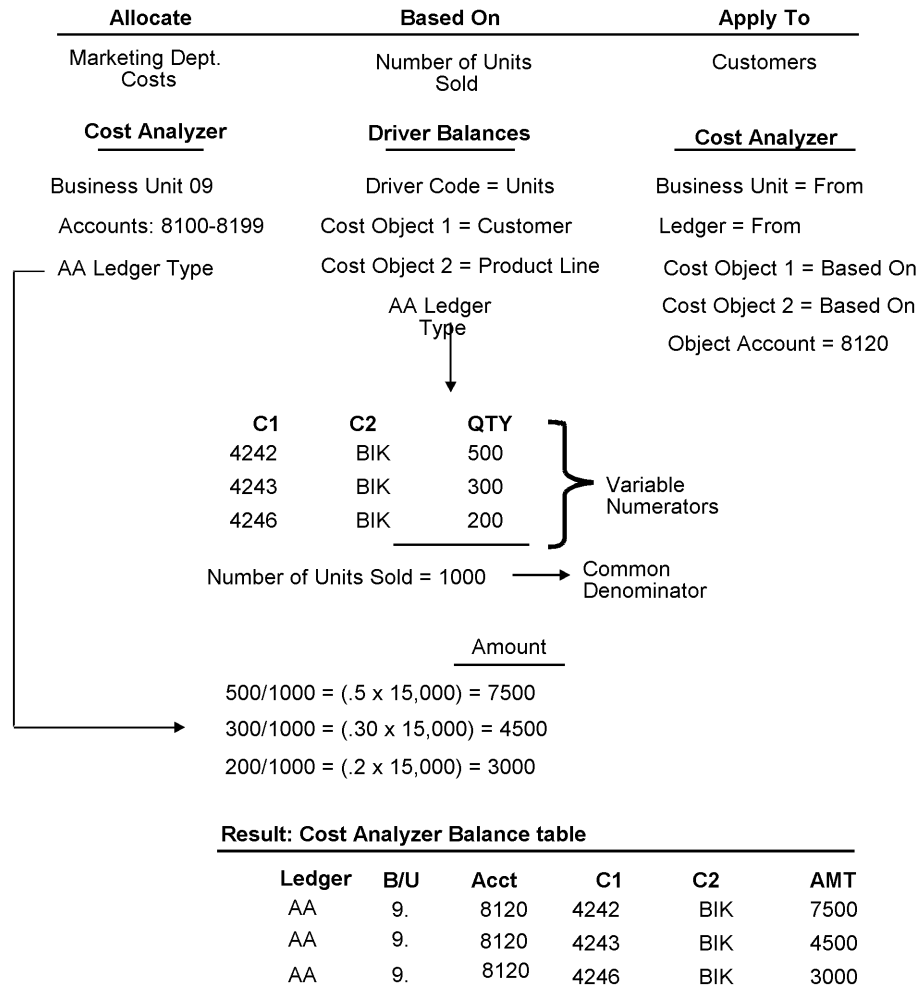 Allocate Based On Apply To
Marketing Dept. Number of Units Customers
Costs Sold
Cost Analyzer Driver Balances Cost Analyzer
Business Unit 09 Driver Code = Units Business Unit = From
Accounts: 8100-8199 Cost Object 1 = Customer Ledger = From
AA Ledger Type Cost Object 2 = Product Line Cost Object 1 = Based On
AA Ledger Cost Object 2 = Based On
Type
Object Account = 8120
C1 C2 QTY
4242 BIK 500
4243 BIK 300
4246 BIK 200
Variable
Numerators
Number of Units Sold = 1000 Common
Denominator
Amount
500/1000 = (.5 x 15,000) = 7500
300/1000 = (.30 x 15,000) = 4500
200/1000 = (.2 x 15,000) = 3000
Result: Cost Analyzer Balance table
Ledger B/U Acct C1 C2 AMT
AA 9. 8120 4242 BIK 7500
AA 9. 8120 4243 BIK 4500
AA 9. 8120 4246 BIK 3000